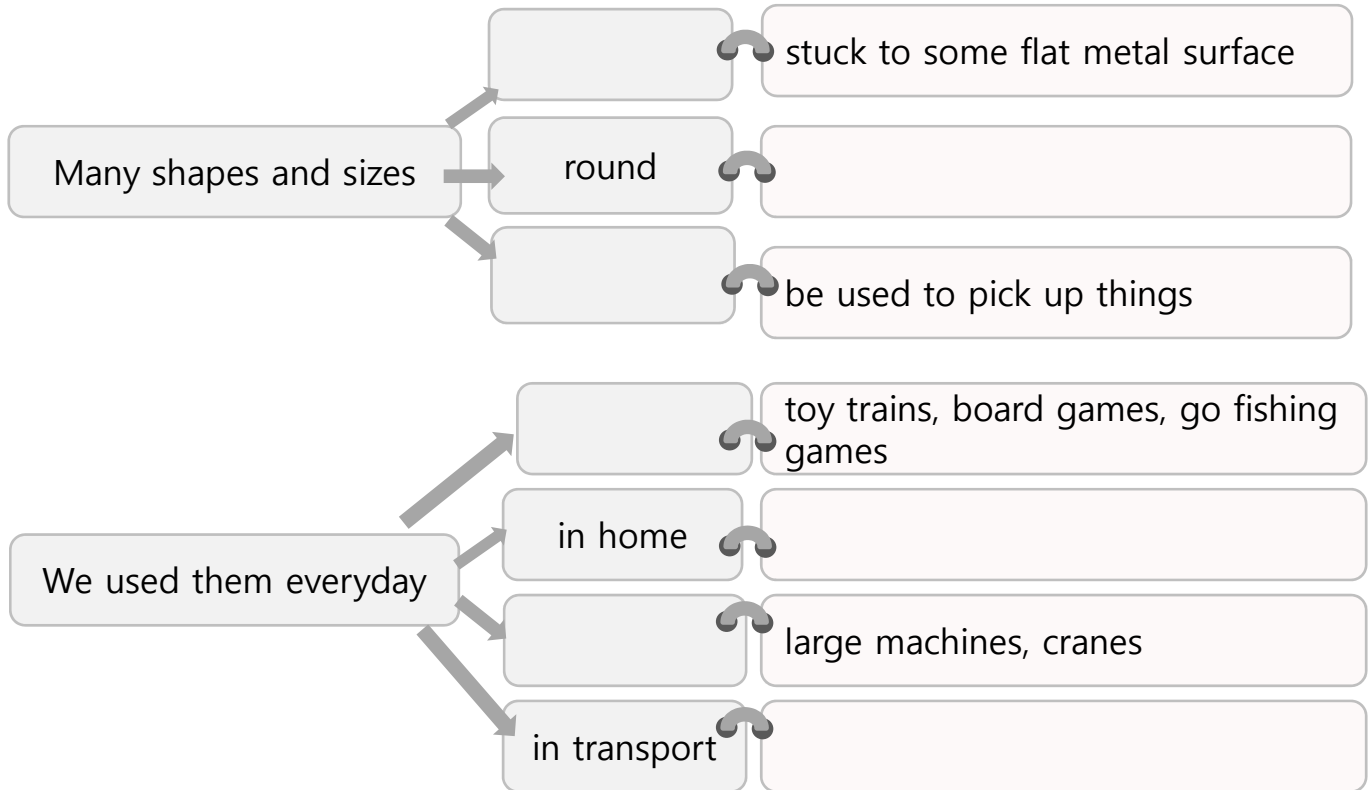 stuck to some flat metal surface
Many shapes and sizes
round
be used to pick up things
toy trains, board games, go fishing
games
in home
We used them everyday
large machines, cranes
in transport